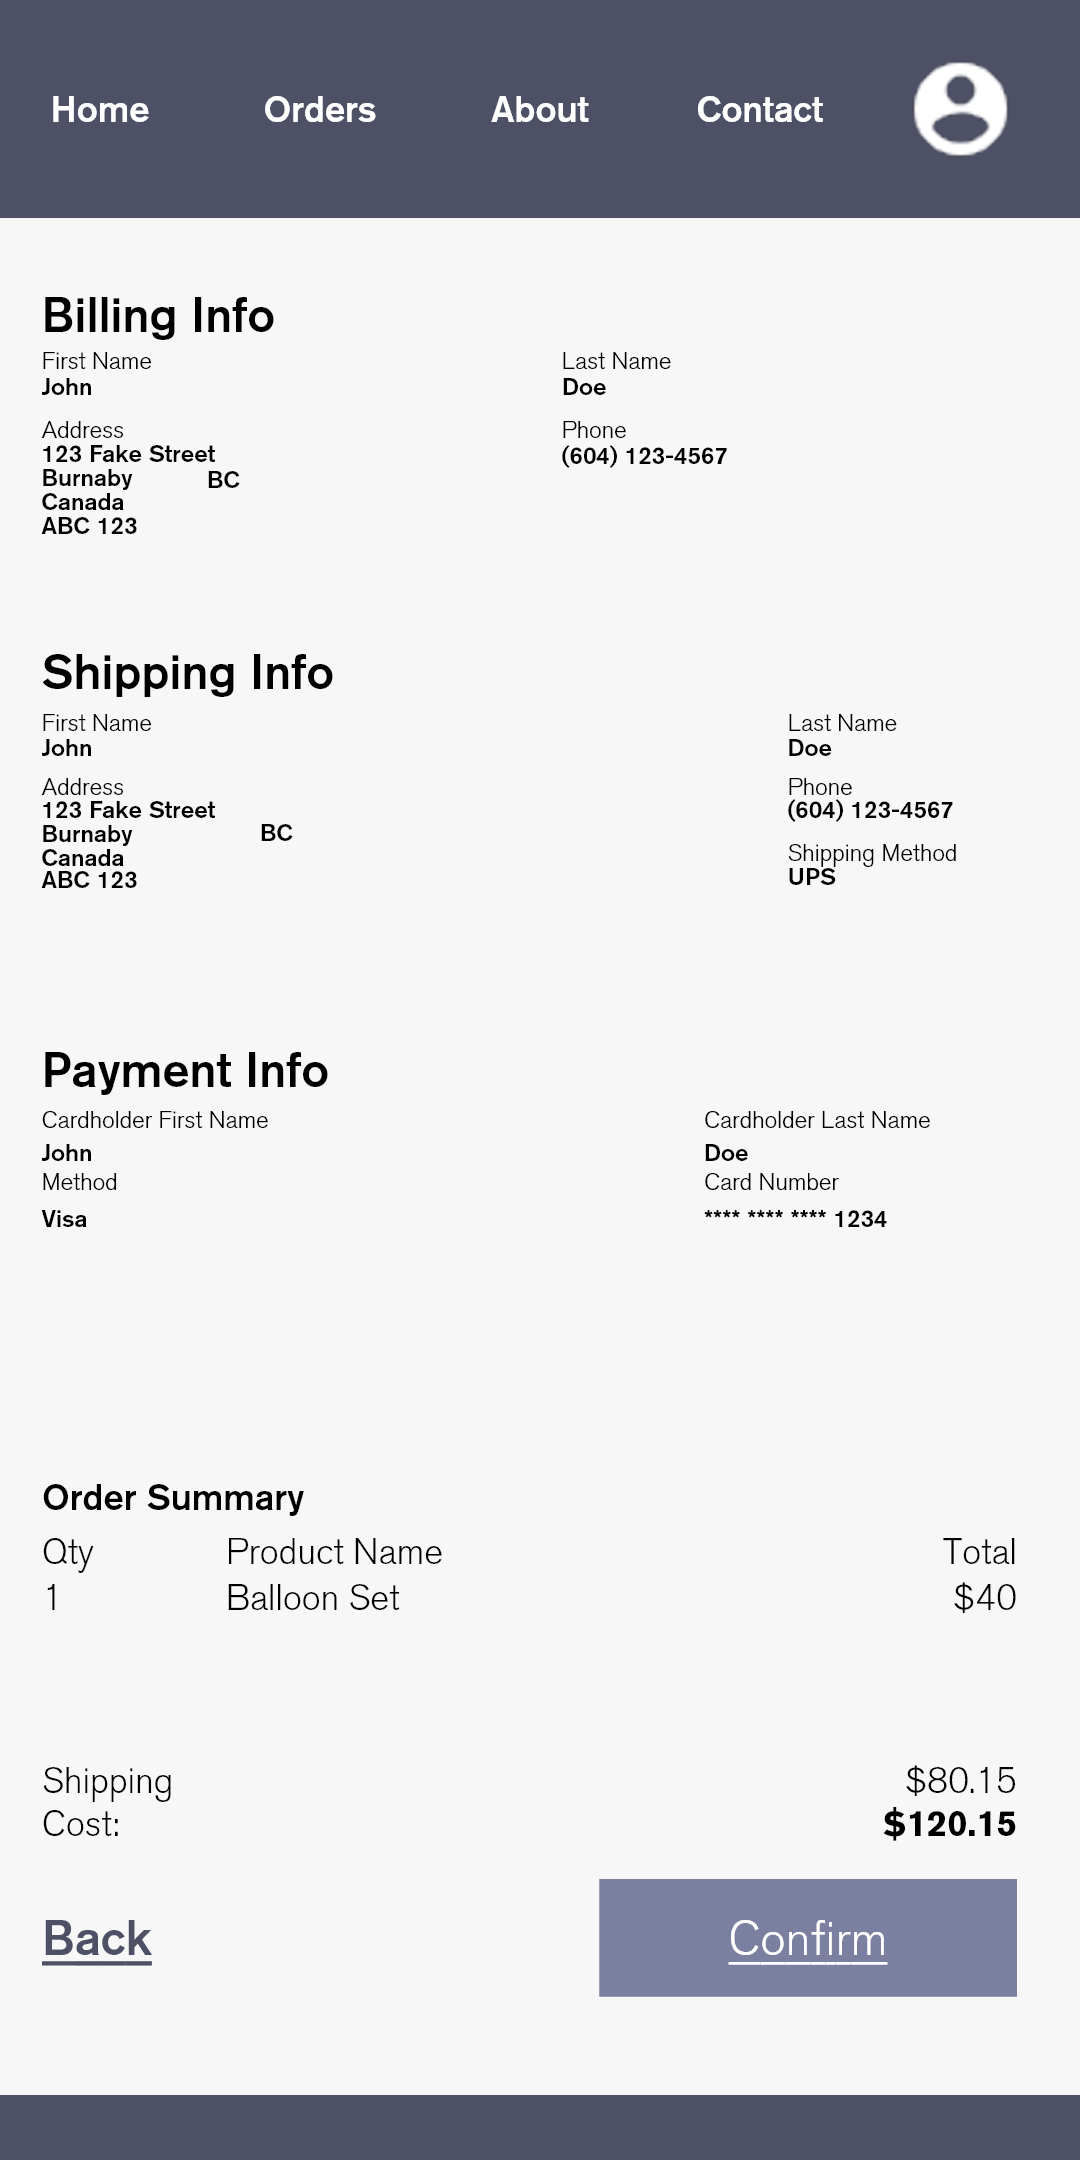 Home Orders About Contact
Billing Info
First Name Last Name
John Doe
Address Phone
123 Fake Street (604) 123-4567
Burnaby BC
Canada
ABC 123
Shipping Info
First Name Last Name
John Doe
Address Phone
123 Fake Street (604) 123-4567
Burnaby BC
Canada Shipping Method
ABC 123 UPS
Payment Info
Cardholder First Name Cardholder Last Name
John Doe
Method Card Number
Visa **** **** **** 1234
Order Summary
Qty Product Name Total
1 Balloon Set $40
Shipping $80.15
Cost: $120.15
Back Confirm